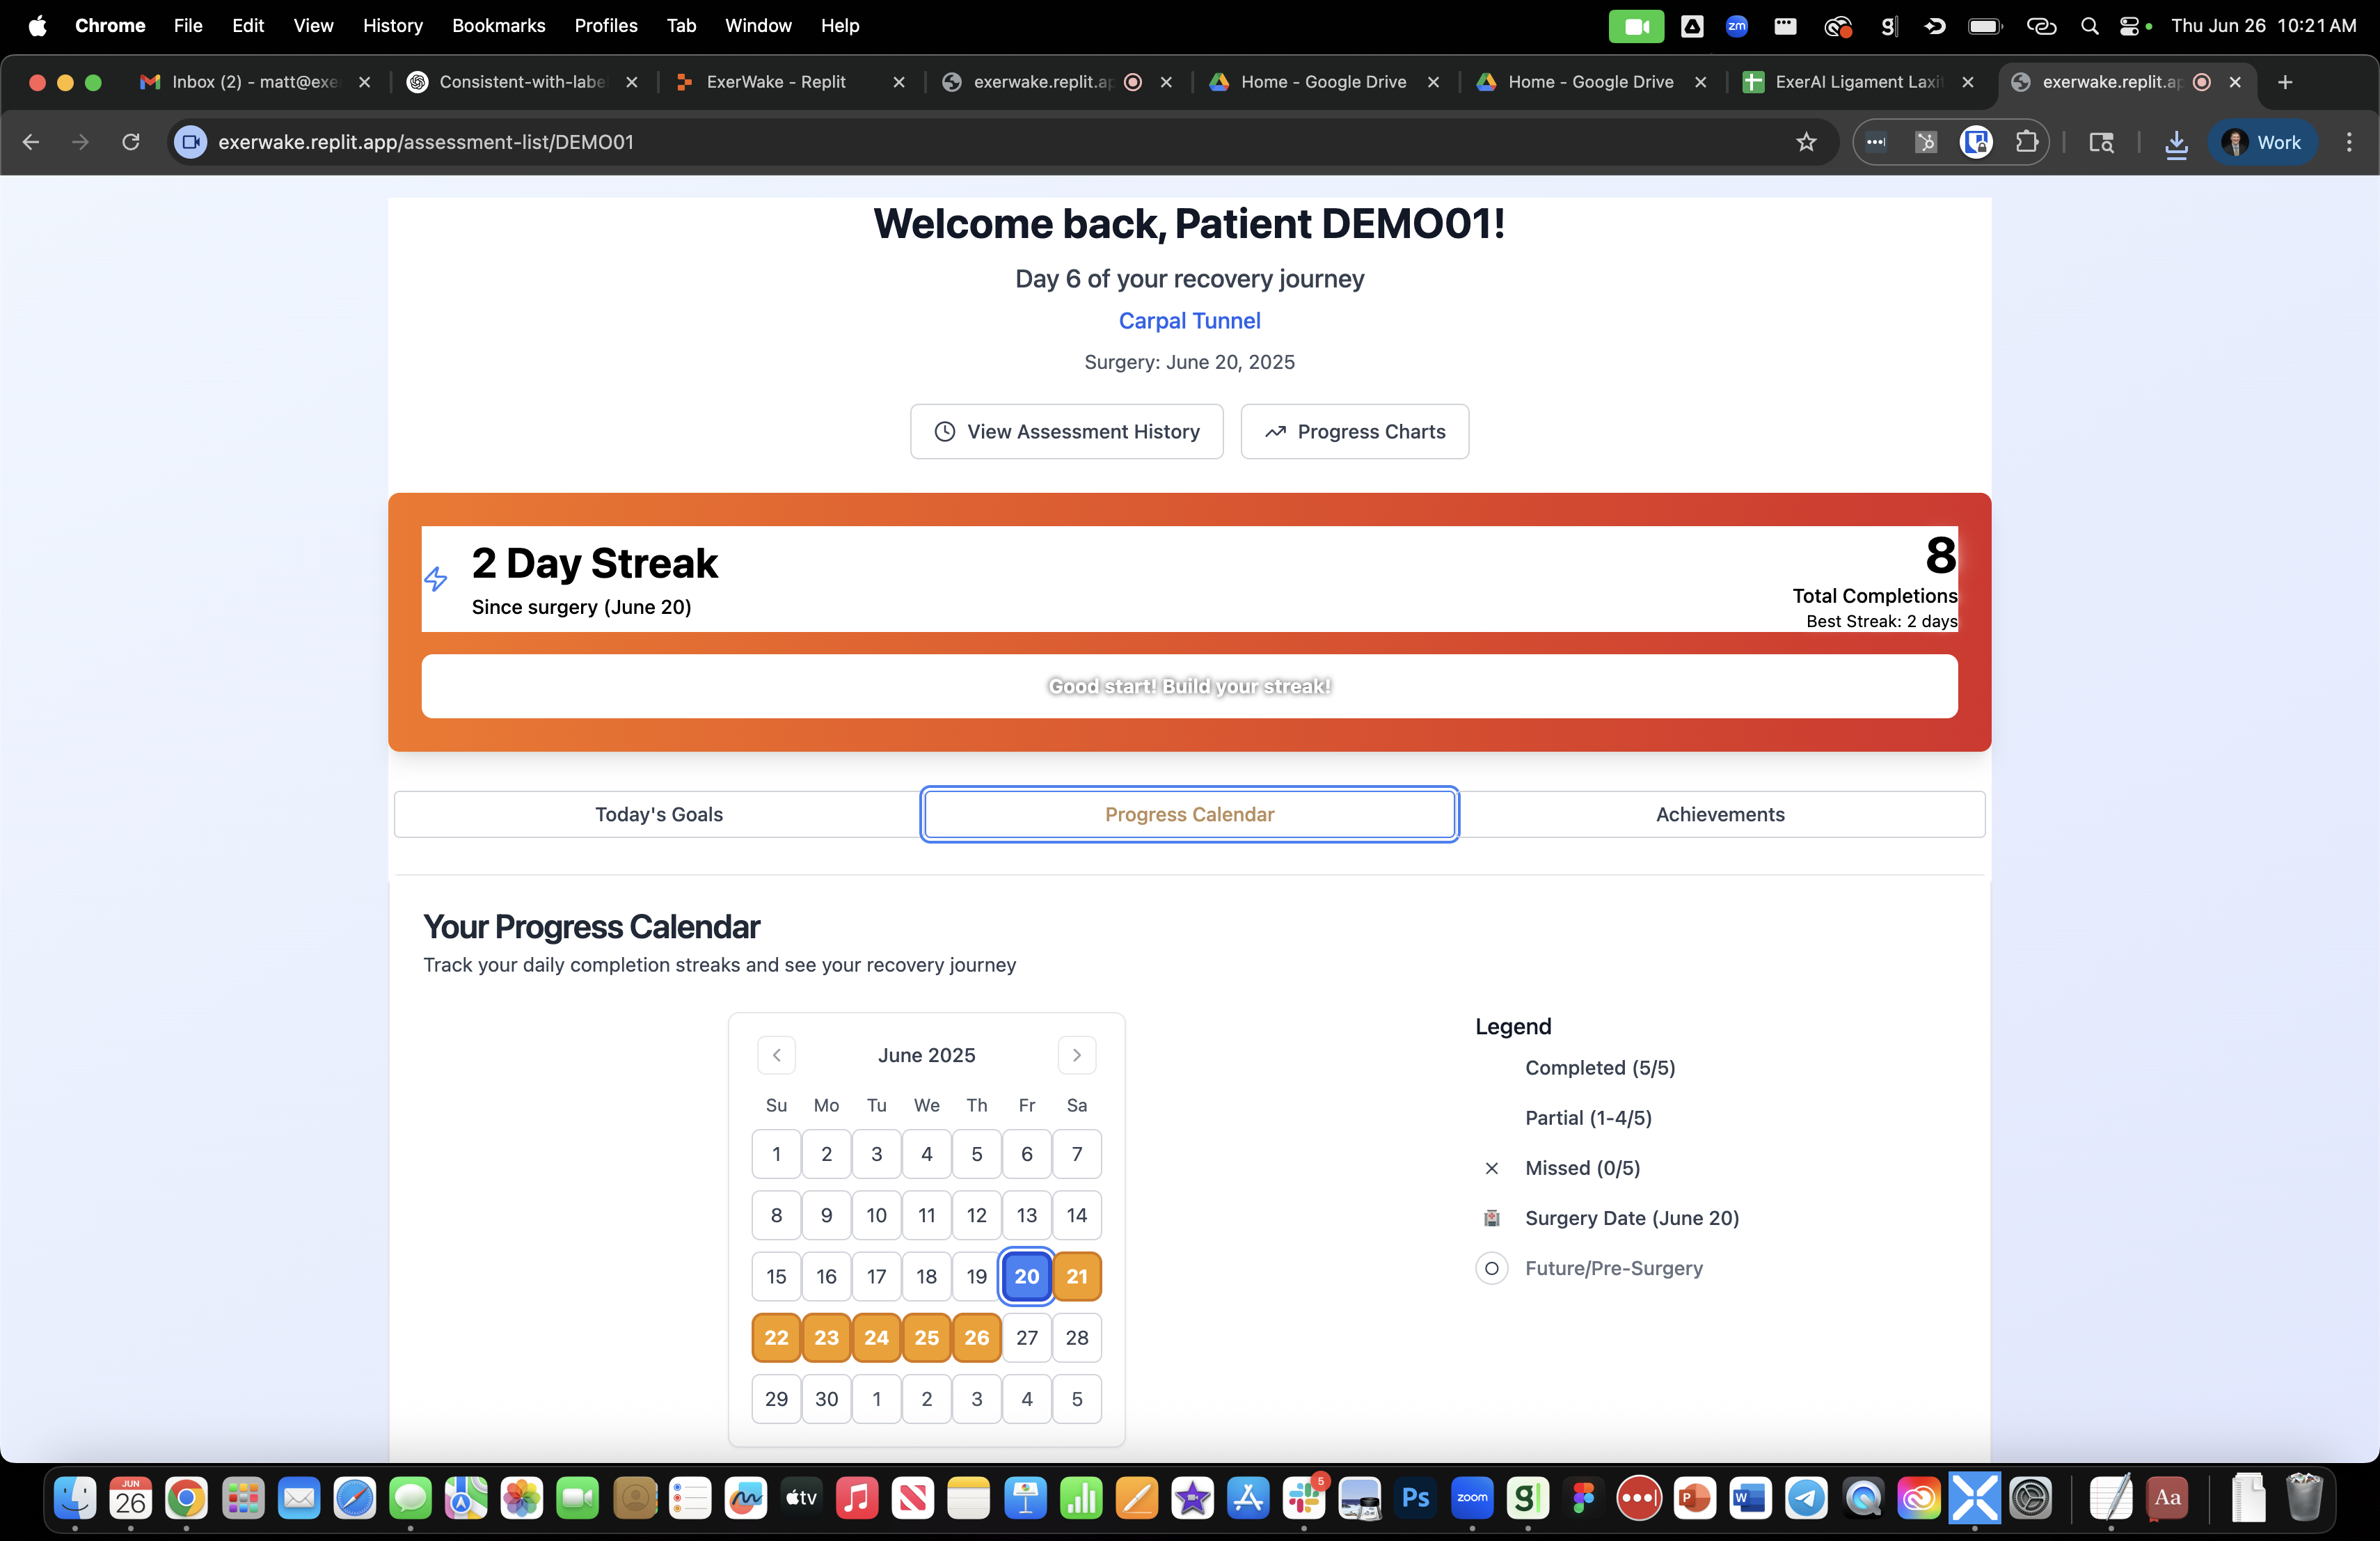 Chrome File Edit View History Bookmarks Profiles Tab Window Help zm Thu Jun 26 10:21 AM
Inbox (2) - matt@exe Consistent-with-labe ExerWake - Replit exerwake.replit.ap Home - Google Drive Home - Google Drive ExerAI Ligament Laxi exerwake.replit.ap
exerwake.replit.app/assessment-list/DEMO01 Work
Welcome back, Patient DEMO01!
Day 6 of your recovery journey
Carpal Tunnel
Surgery: June 20, 2025
View Assessment History Progress Charts
2 Day Streak
Since surgery (June 20)
8
Total Completions
Best Streak: 2 days
Good start! Build your streak!
Today's Goals Progress Calendar Achievements
Your Progress Calendar
Track your daily completion streaks and see your recovery journey
June 2025
Su Mo Tu We Th Fr Sa
1 2 3 4 5 6 7
8 9 10 11 12 13 14
15 16 17 18 19 20 21
22 23 24 25 26 27 28
29 30 1 2 3 4 5
Legend
Completed (5/5)
Partial (1-4/5)
Missed (0/5)
Surgery Date (June 20)
Future/Pre-Surgery
JUN
26
tv
5
Ps
zoom
g
P
W
Aa